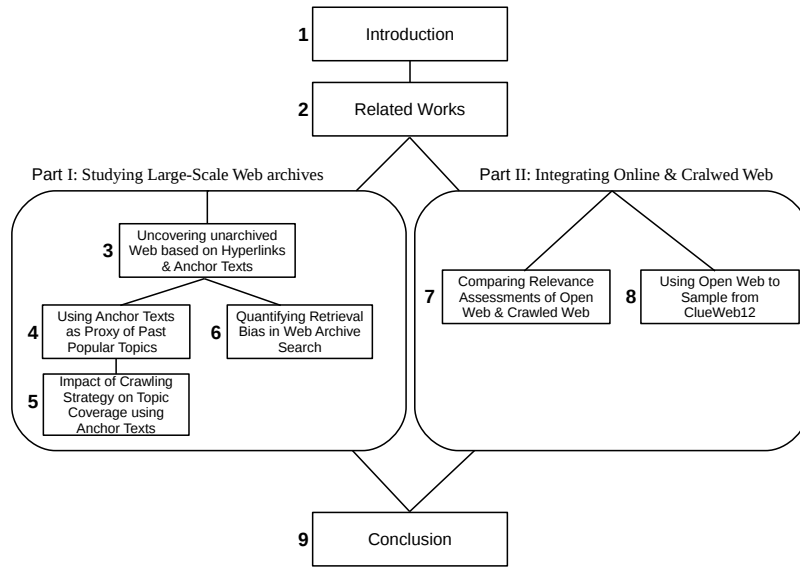 1 Introduction
2 Related Works
Part I: Studying Large-Scale Web archives
3 Uncovering unarchived
Web based on Hyperlinks
& Anchor Texts
4 Using Anchor Texts
as Proxy of Past
Popular Topics
6 Quantifying Retrieval
Bias in Web Archive
Search
5 Impact of Crawling
Strategy on Topic
Coverage using
Anchor Texts
Part II: Integrating Online & Cralwed Web
7 Comparing Relevance
Assessments of Open
Web & Crawled Web
8 Using Open Web to
Sample from
ClueWeb12
9 Conclusion